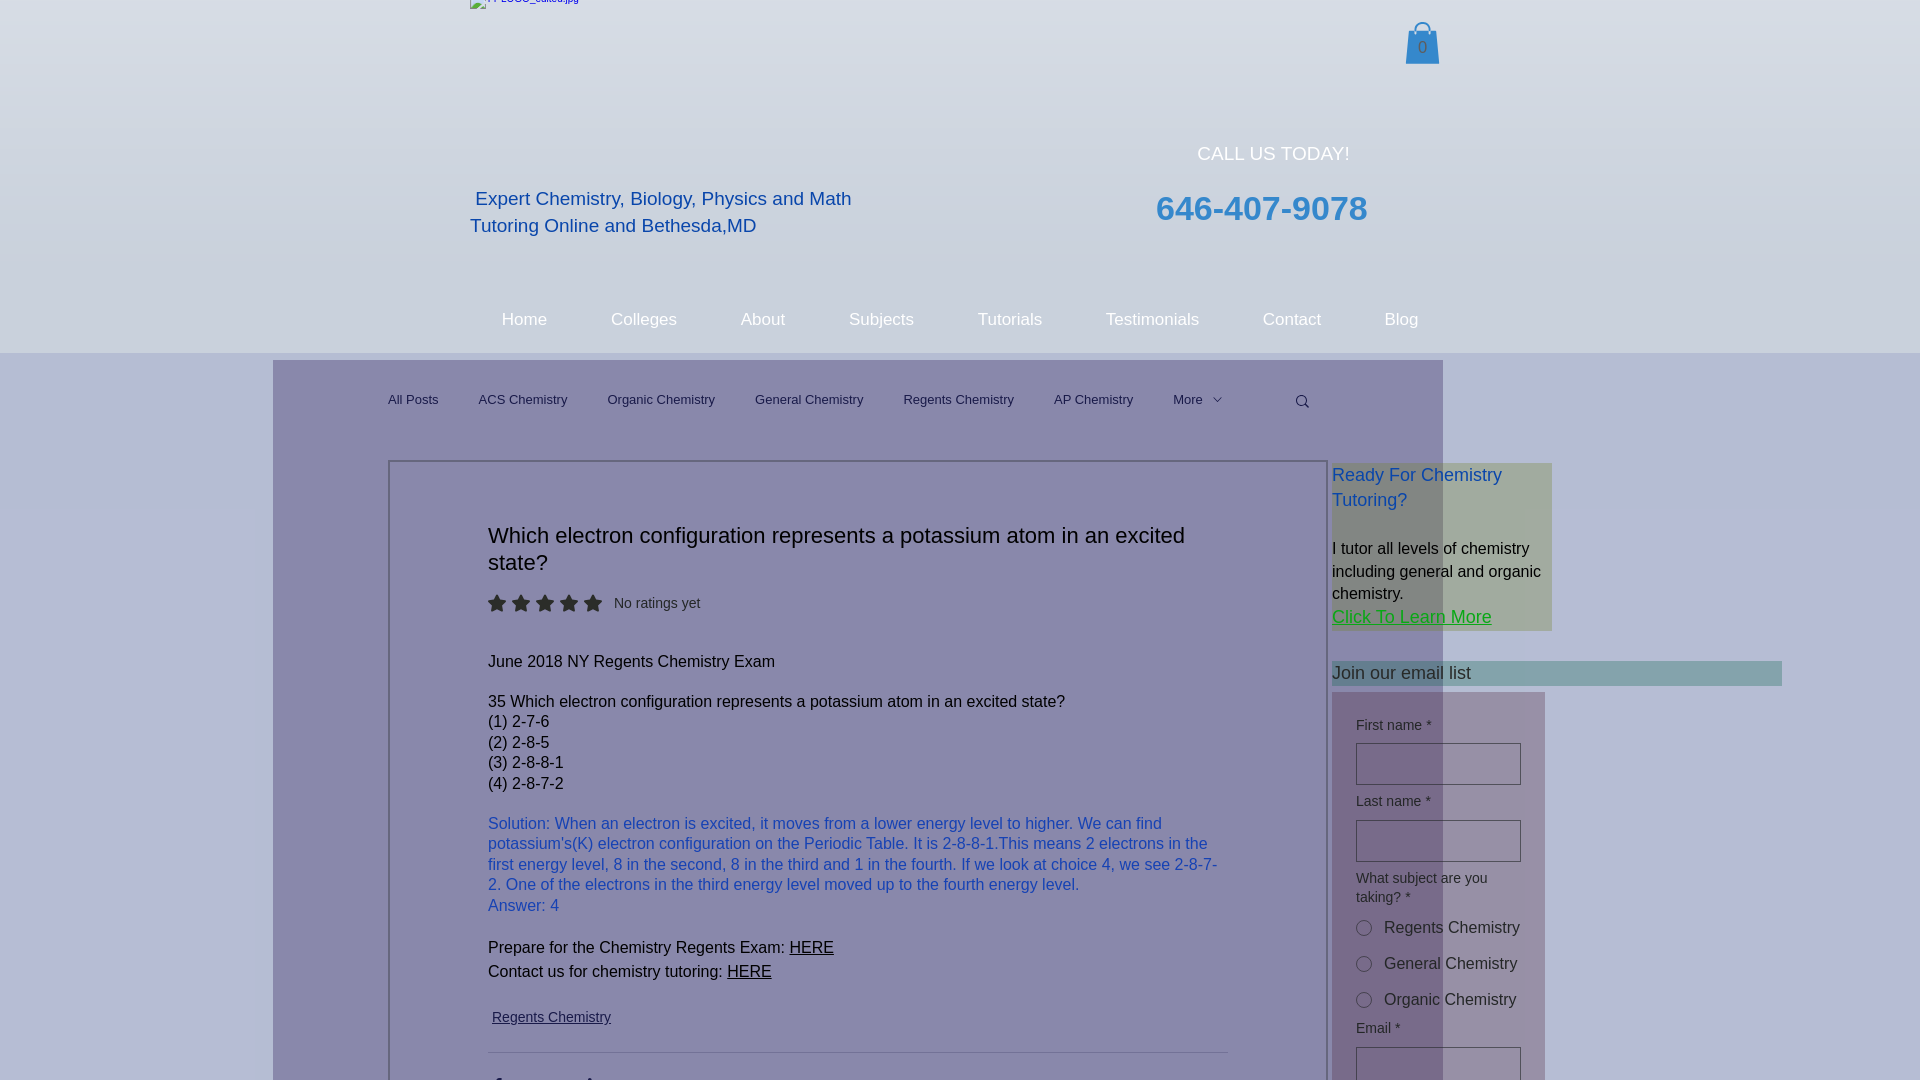 0
CALL US TODAY!
Expert Chemistry, Biology, Physics and Math
Tutoring Online and Bethesda,MD
646-407-9078
Home Colleges About Subjects Tutorials Testimonials Contact Blog
All Posts ACS Chemistry Organic Chemistry General Chemistry Regents Chemistry AP Chemistry More
Which electron configuration represents a potassium atom in an excited
state?
No ratings yet
June 2018 NY Regents Chemistry Exam
35 Which electron configuration represents a potassium atom in an excited state?
(1) 2-7-6
(2) 2-8-5
(3) 2-8-8-1
(4) 2-8-7-2
Solution: When an electron is excited, it moves from a lower energy level to higher. We can find
potassium's(K) electron configuration on the Periodic Table. It is 2-8-8-1.This means 2 electrons in the
first energy level, 8 in the second, 8 in the third and 1 in the fourth. If we look at choice 4, we see 2-8-7-
2. One of the electrons in the third energy level moved up to the fourth energy level.
Answer: 4
Prepare for the Chemistry Regents Exam: HERE
Contact us for chemistry tutoring: HERE
Regents Chemistry
Ready For Chemistry
Tutoring?
I tutor all levels of chemistry
including general and organic
chemistry.
Click To Learn More
Join our email list
First name *
Last name *
What subject are you
taking? *
Regents Chemistry
General Chemistry
Organic Chemistry
Email *